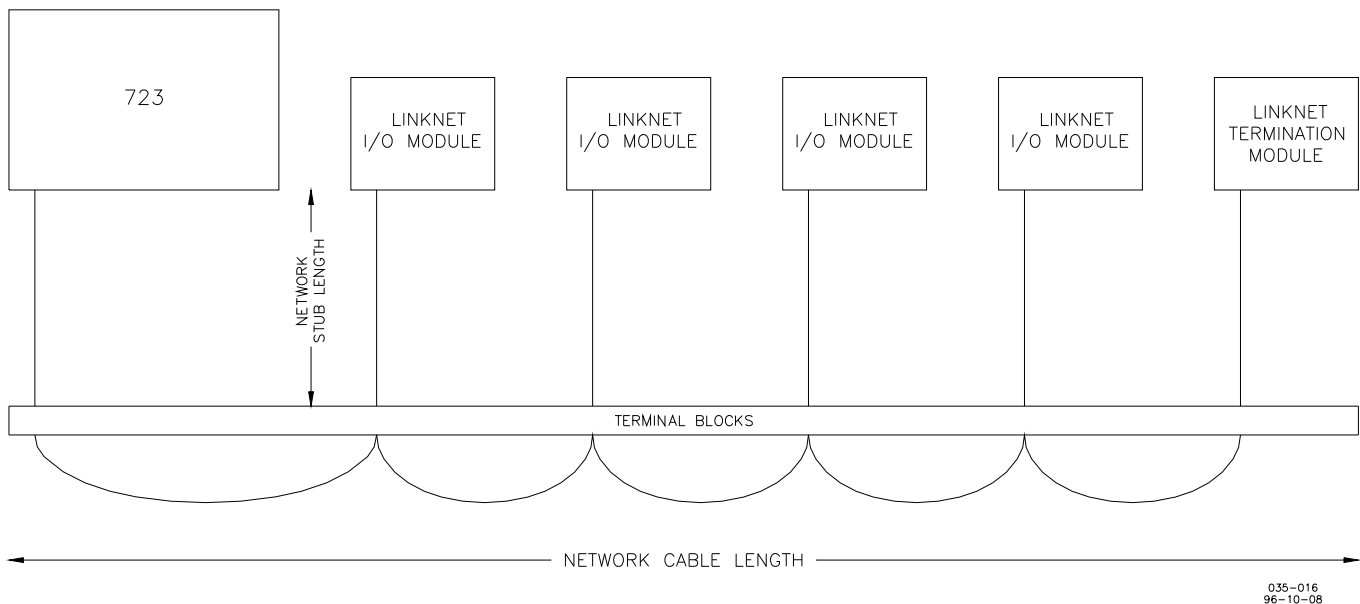 723
LINKNET
I/O MODULE
LINKNET
I/O MODULE
LINKNET
I/O MODULE
LINKNET
I/O MODULE
LINKNET
TERMINATION
MODULE
NETWORK
STUB LENGTH
TERMINAL BLOCKS
NETWORK CABLE LENGTH
035-016
96-10-08